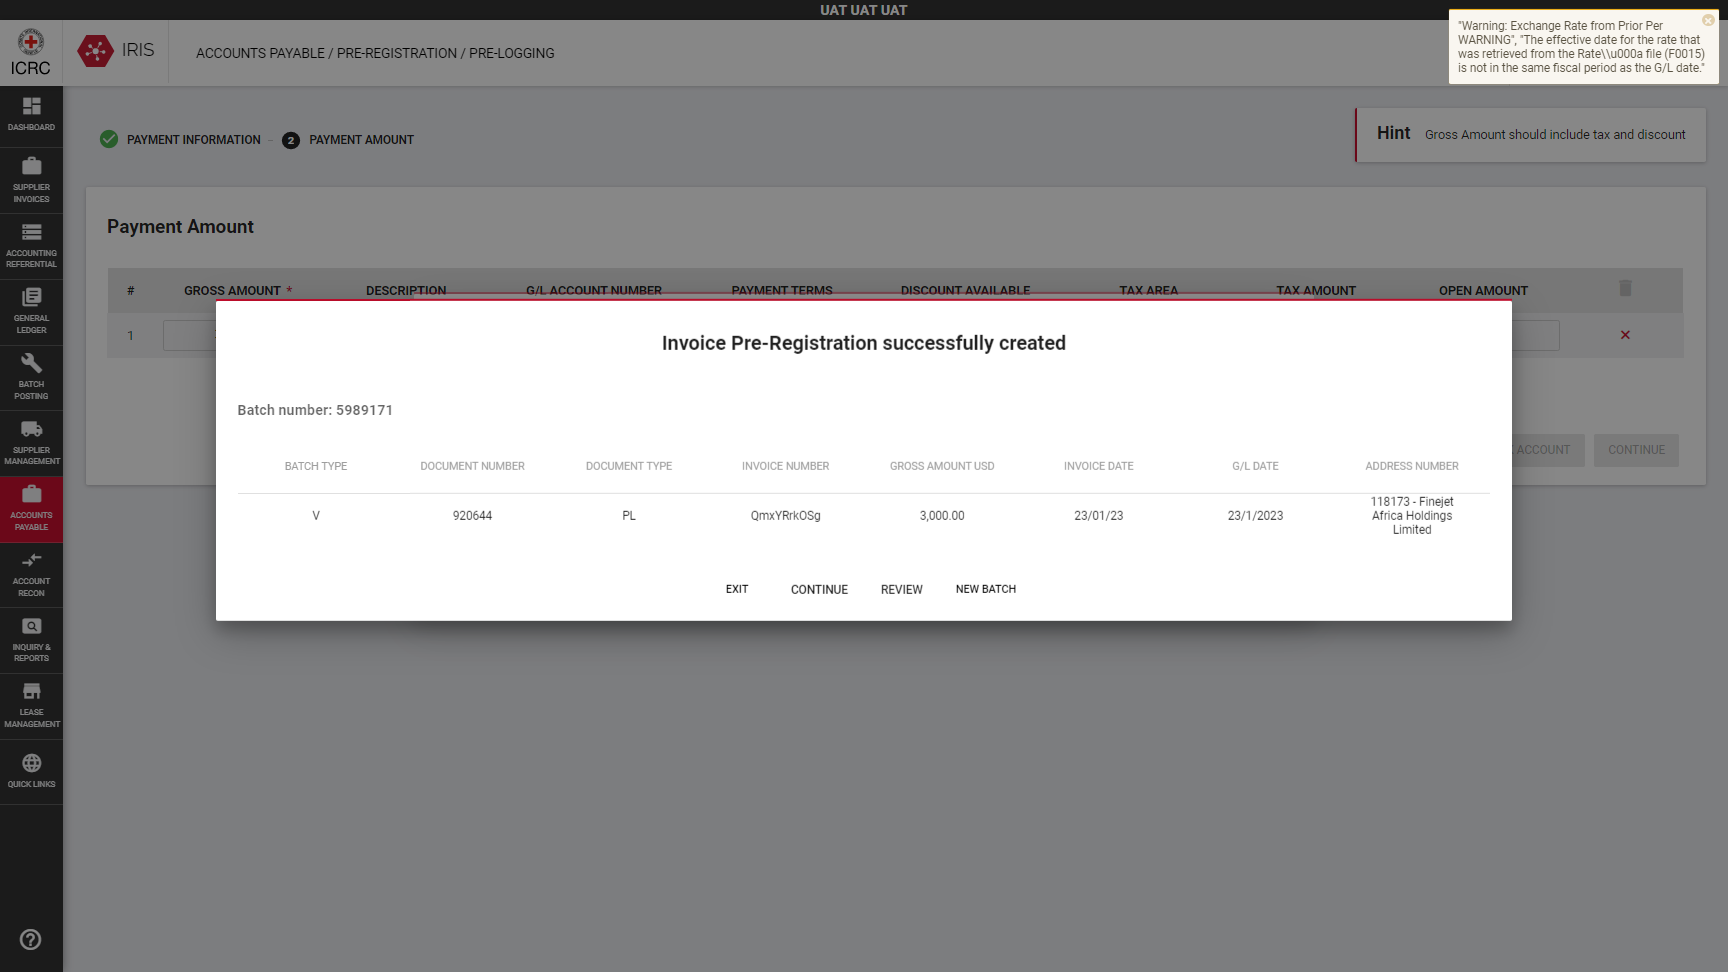 UAT UAT UAT
ICRC
IRIS
ACCOUNTS PAYABLE / PRE-REGISTRATION / PRE-LOGGING
"Warning: Exchange Rate from Prior Per
WARNING", "The effective date for the rate that
was retrieved from the Rate\\u000a file (F0015)
is not in the same fiscal period as the G/L date."
DASHBOARD
SUPPLIER
INVOICES
ACCOUNTING
REFERENTIAL
GENERAL
LEDGER
BATCH
POSTING
SUPPLIER
MANAGEMENT
ACCOUNTS
PAYABLE
ACCOUNT
RECON
INQUIRY &
REPORTS
LEASE
MANAGEMENT
QUICK LINKS
PAYMENT INFORMATION
2 PAYMENT AMOUNT
Hint Gross Amount should include tax and discount
Payment Amount
# GROSS AMOUNT * DESCRIPTION G/L ACCOUNT NUMBER PAYMENT TERMS DISCOUNT AVAILABLE TAX AREA TAX AMOUNT OPEN AMOUNT
1
ACCOUNT
CONTINUE
Invoice Pre-Registration successfully created
Batch number: 5989171
BATCH TYPE DOCUMENT NUMBER DOCUMENT TYPE INVOICE NUMBER GROSS AMOUNT USD INVOICE DATE G/L DATE ADDRESS NUMBER
V 920644 PL QmxYRrkOSg 3,000.00 23/01/23 23/1/2023 118173 - Finejet
Africa Holdings
Limited
EXIT CONTINUE REVIEW NEW BATCH